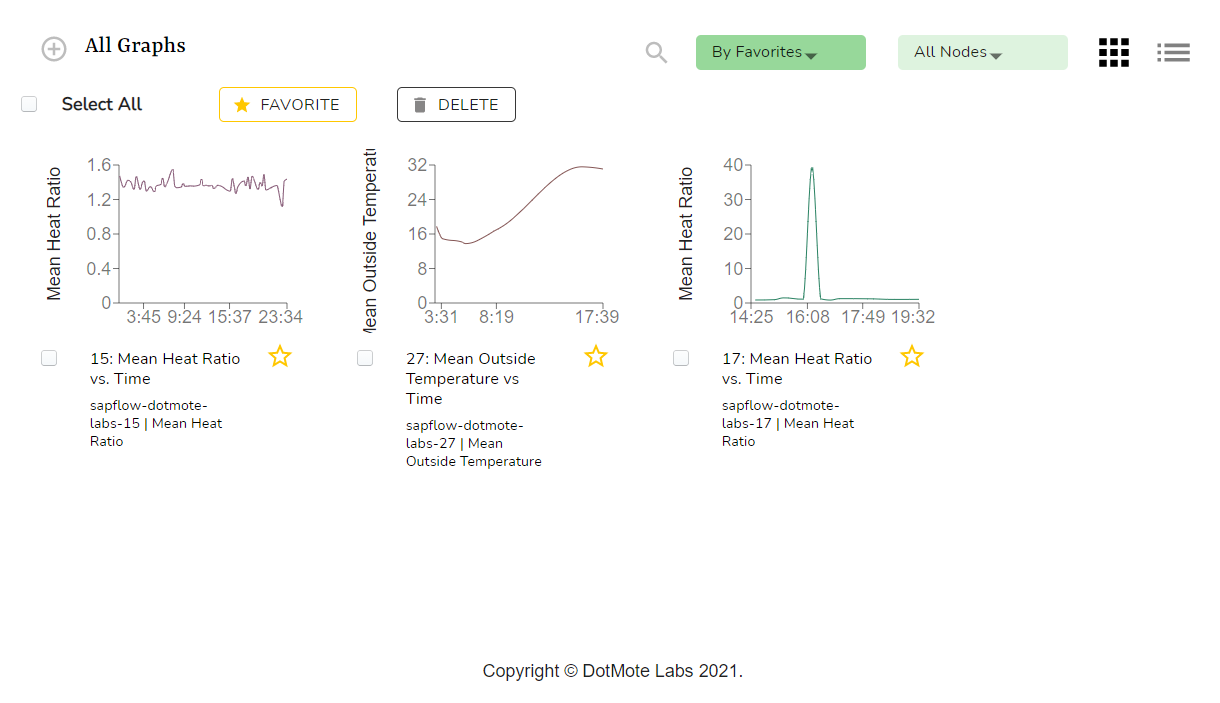 All Graphs
By Favorites
All Nodes
Select All
FAVORITE
DELETE
Mean Heat Ratio
1.6
1.2
0.8
0.4
0
3:45 9:24 15:37 23:34
15: Mean Heat Ratio
vs. Time
sapflow-dotmote-
labs-15 | Mean Heat
Ratio
Mean Outside Temperatu
32
24
16
8
0
3:31 8:19 17:39
27: Mean Outside
Temperature vs
Time
sapflow-dotmote-
labs-27 | Mean
Outside Temperature
Mean Heat Ratio
40
30
20
10
0
14:25 16:08 17:49 19:32
17: Mean Heat Ratio
vs. Time
sapflow-dotmote-
labs-17 | Mean Heat
Ratio
Copyright © DotMote Labs 2021.